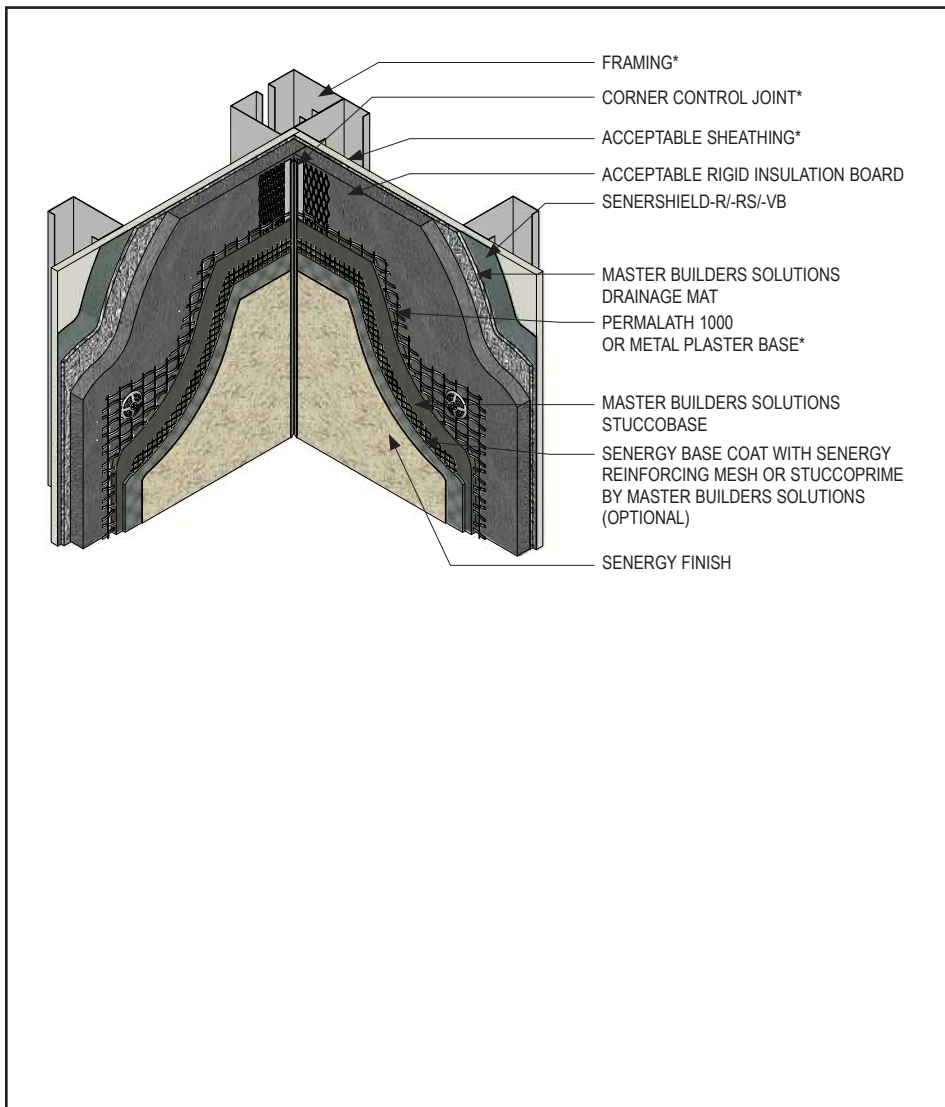 FRAMING*
CORNER CONTROL JOINT*
ACCEPTABLE SHEATHING*
ACCEPTABLE RIGID INSULATION BOARD
SENERSHIELD-R/-RS/-VB
MASTER BUILDERS SOLUTIONS
DRAINAGE MAT
PERMALATH 1000
OR METAL PLASTER BASE*
MASTER BUILDERS SOLUTIONS
STUCCOBASE
SENERGY BASE COAT WITH SENERGY
REINFORCING MESH OR STUCCOPRIME
BY MASTER BUILDERS SOLUTIONS
(OPTIONAL)
SENERGY FINISH